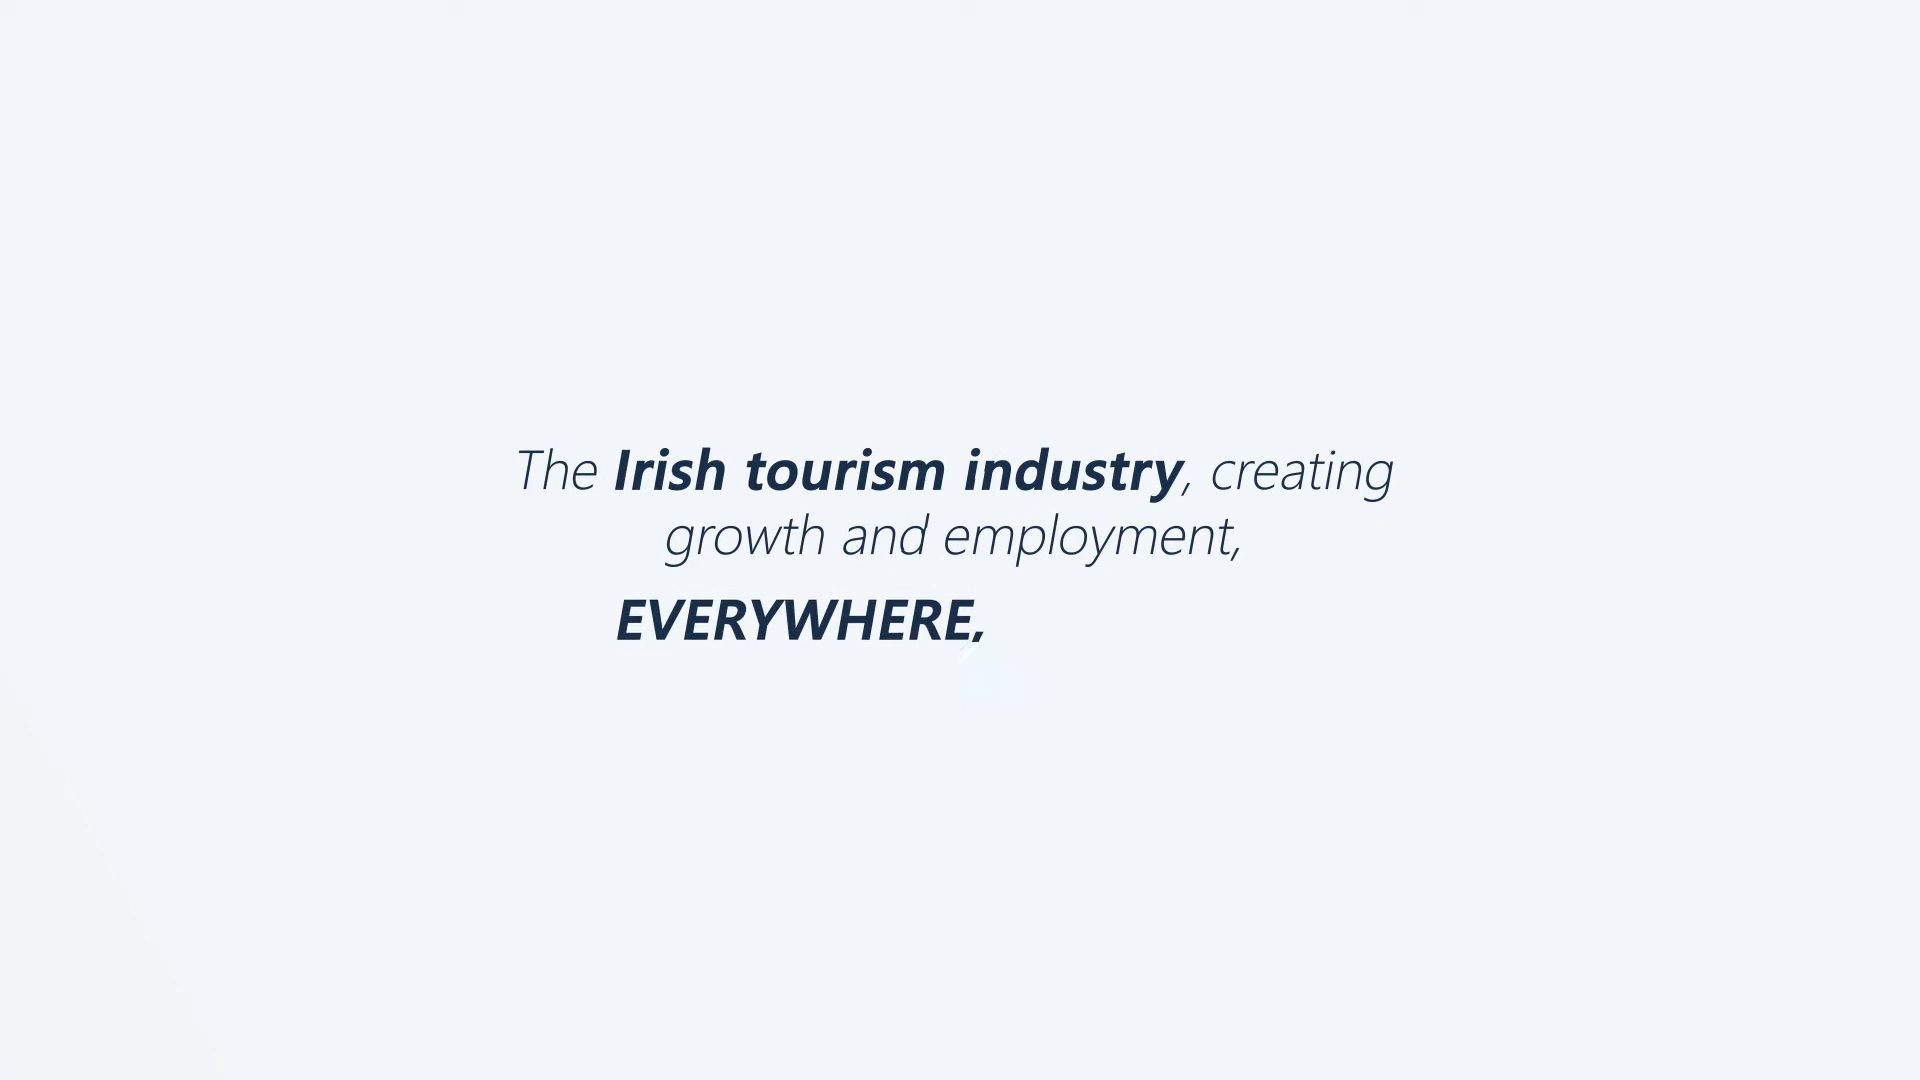 The Irish tourism industry, creating
growth and employment,
EVERYWHERE,